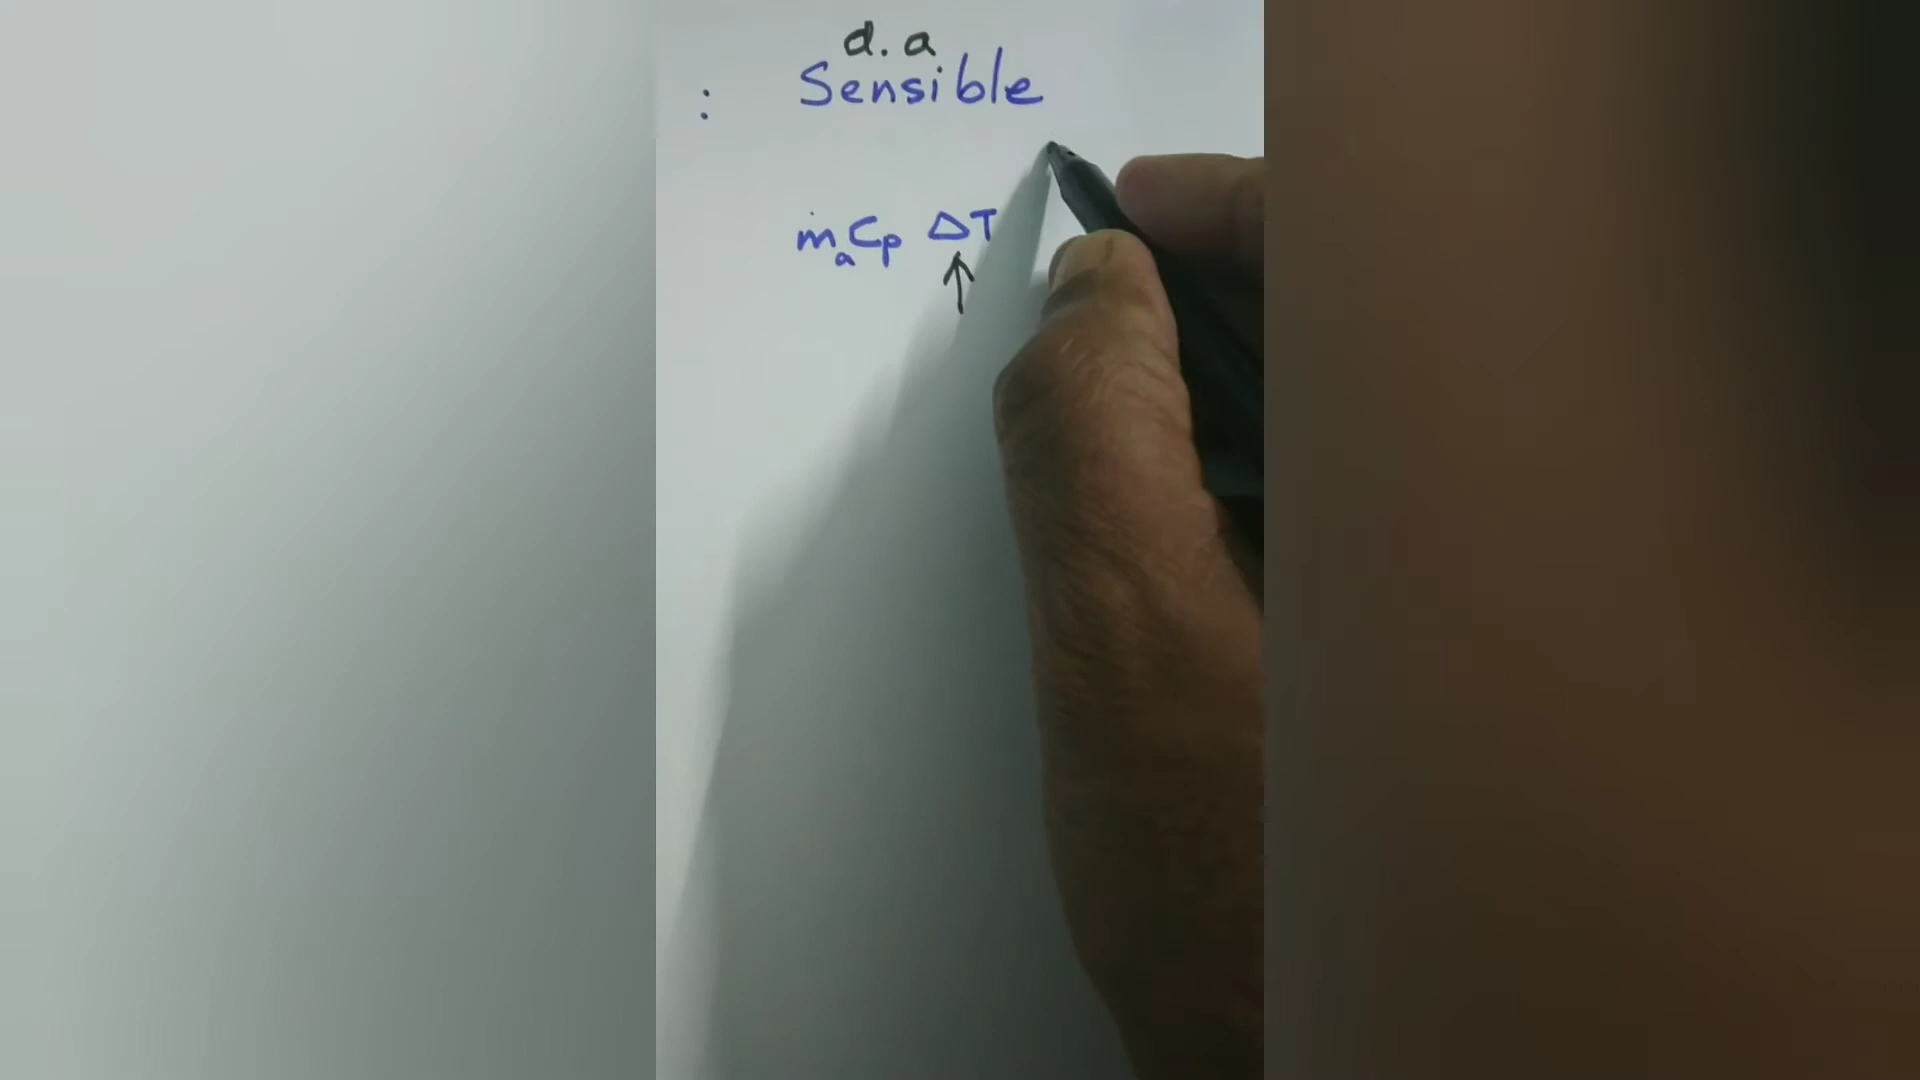 d.a
: Sensible
ṁₐCp ΔT
↑